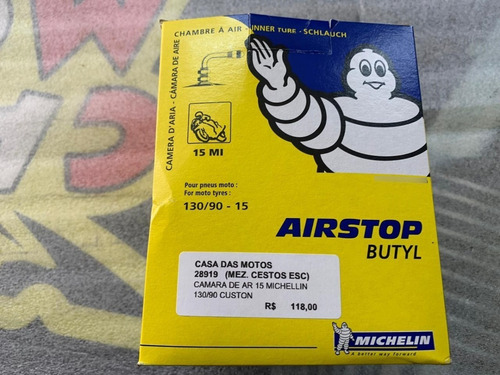 CHAMBRE À AIR - INNER TUBE - SCHLAUCH
CAMERA D'ARIA - CÁMARA DE AIRE
15 MI
Pour pneus moto :
For moto tyres :
130/90 - 15
AIRSTOP
BUTYL
CASA DAS MOTOS
28919 (MEZ. CESTOS ESC)
CAMARA DE AR 15 MICHELLIN
130/90 CUSTON
R$ 118,00
MICHELIN
A better way forward